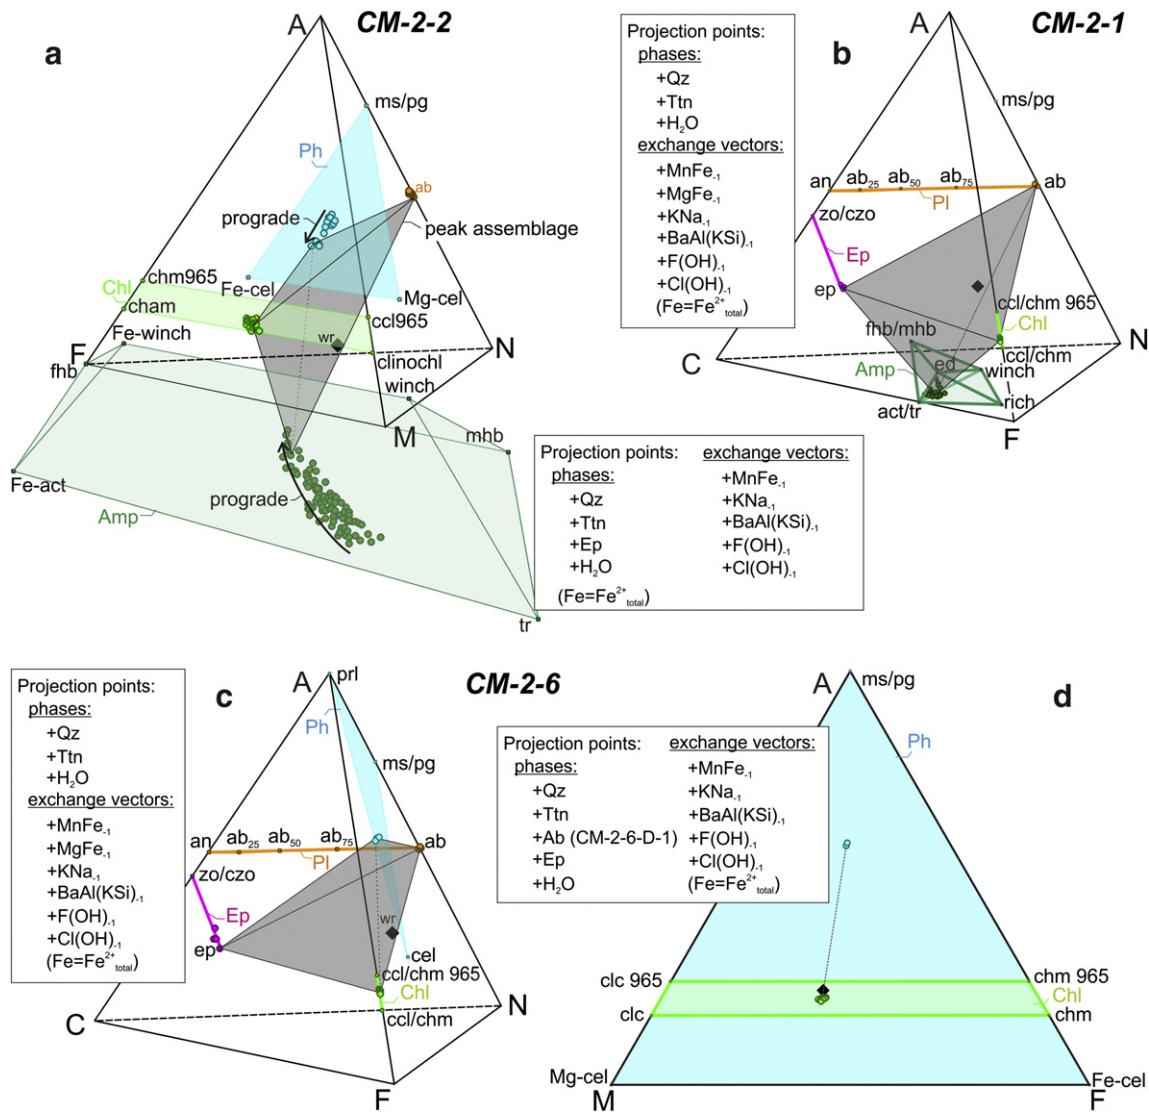 a
CM-2-2
A
ms/pg
Ph
ab
prograde
peak assemblage
chm965
Chl
cham
Fe-cel
Mg-cel
ccl965
Fe-winch
wr
N
F
fhb
clinochl
winch
M
mhb
Fe-act
prograde
Amp
tr
Projection points:
phases:
+Qz
+Ttn
+Ep
+H₂O
(Fe=Fe²⁺total)
exchange vectors:
+MnFe₋₁
+KNa₋₁
+BaAl(KSi)₋₁
+F(OH)₋₁
+Cl(OH)₋₁
Projection points:
phases:
+Qz
+Ttn
+H₂O
exchange vectors:
+MnFe₋₁
+MgFe₋₁
+KNa₋₁
+BaAl(KSi)₋₁
+F(OH)₋₁
+Cl(OH)₋₁
(Fe=Fe²⁺total)
b
CM-2-1
A
ms/pg
an
ab₂₅
ab₅₀
ab₇₅
ab
Pl
zo/czo
Ep
ep
ccl/chm 965
Chl
fhb/mhb
N
C
ccl/chm
ed
winch
Amp
act/tr
rich
F
c
CM-2-6
Projection points:
phases:
+Qz
+Ttn
+H₂O
exchange vectors:
+MnFe₋₁
+MgFe₋₁
+KNa₋₁
+BaAl(KSi)₋₁
+F(OH)₋₁
+Cl(OH)₋₁
(Fe=Fe²⁺total)
A
prl
Ph
ms/pg
an
ab₂₅
ab₅₀
ab₇₅
ab
Pl
zo/czo
Ep
wr
ep
cel
ccl/chm 965
Chl
N
C
ccl/chm
F
d
A
ms/pg
Ph
Projection points:
phases:
+Qz
+Ttn
+Ab (CM-2-6-D-1)
+Ep
+H₂O
exchange vectors:
+MnFe₋₁
+KNa₋₁
+BaAl(KSi)₋₁
+F(OH)₋₁
+Cl(OH)₋₁
(Fe=Fe²⁺total)
clc 965
chm 965
Chl
clc
chm
Mg-cel
M
Fe-cel
F